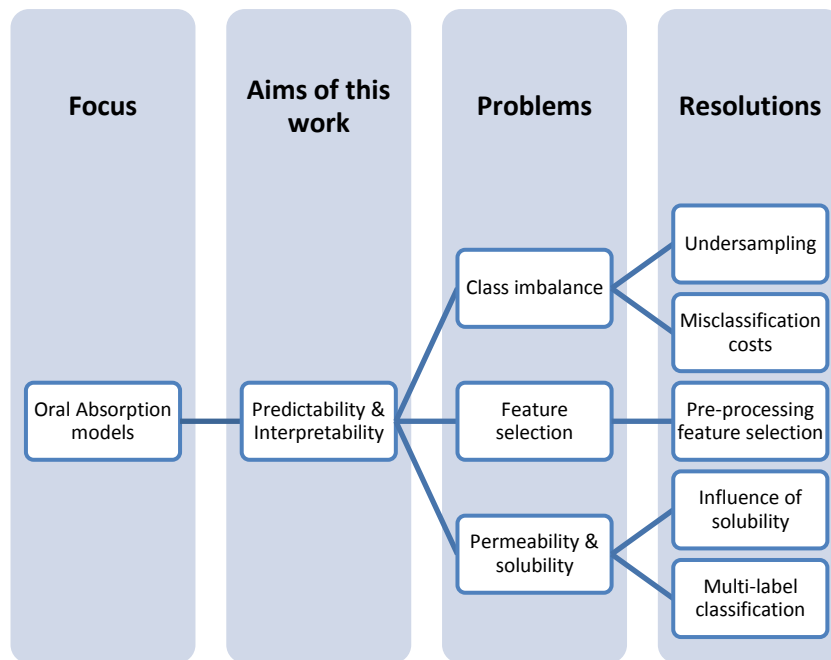 Focus
Aims of this
work
Problems
Resolutions
Oral Absorption
models
Predictability &
Interpretability
Class imbalance
Feature
selection
Permeability &
solubility
Undersampling
Misclassification
costs
Pre-processing
feature selection
Influence of
solubility
Multi-label
classification